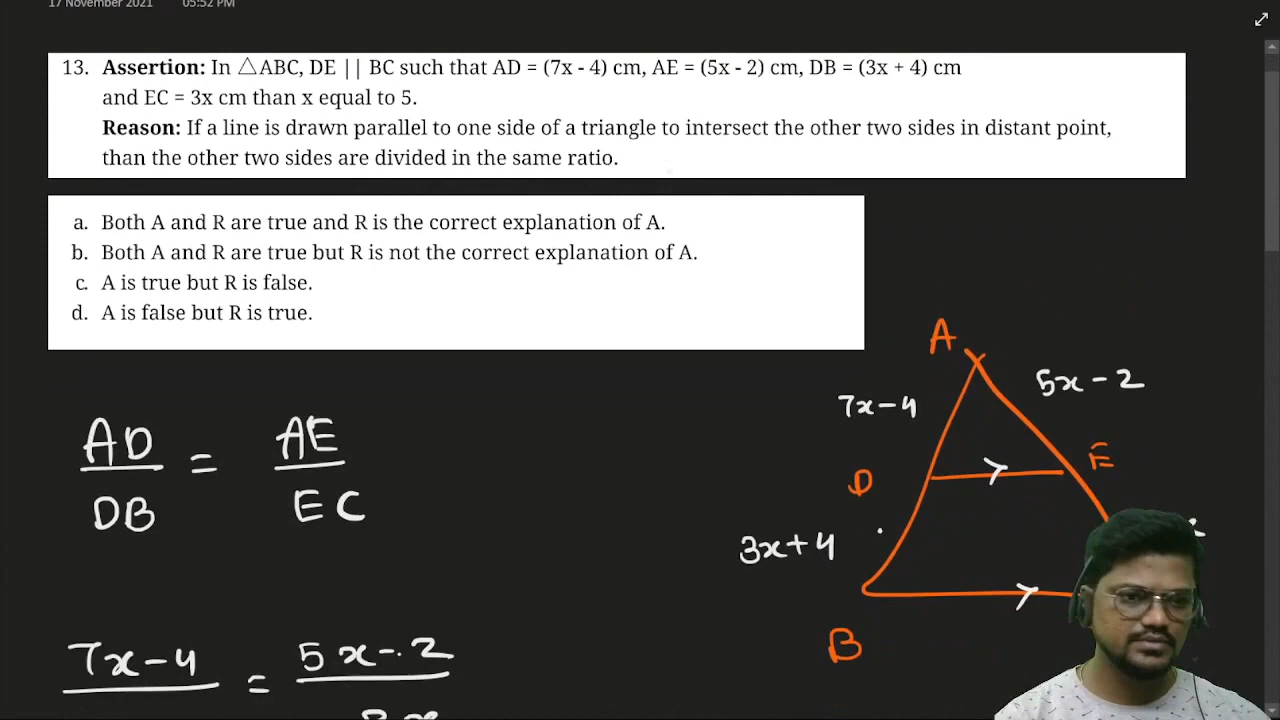 17 November 2021 05:52 PM
13. Assertion: In △ABC, DE || BC such that AD = (7x - 4) cm, AE = (5x - 2) cm, DB = (3x + 4) cm
and EC = 3x cm than x equal to 5.
Reason: If a line is drawn parallel to one side of a triangle to intersect the other two sides in distant point,
than the other two sides are divided in the same ratio.
a. Both A and R are true and R is the correct explanation of A.
b. Both A and R are true but R is not the correct explanation of A.
c. A is true but R is false.
d. A is false but R is true.
A
7x-4
5x-2
D
E
3x+4
B
AD = AE
DB EC
7x-4 = 5x-2